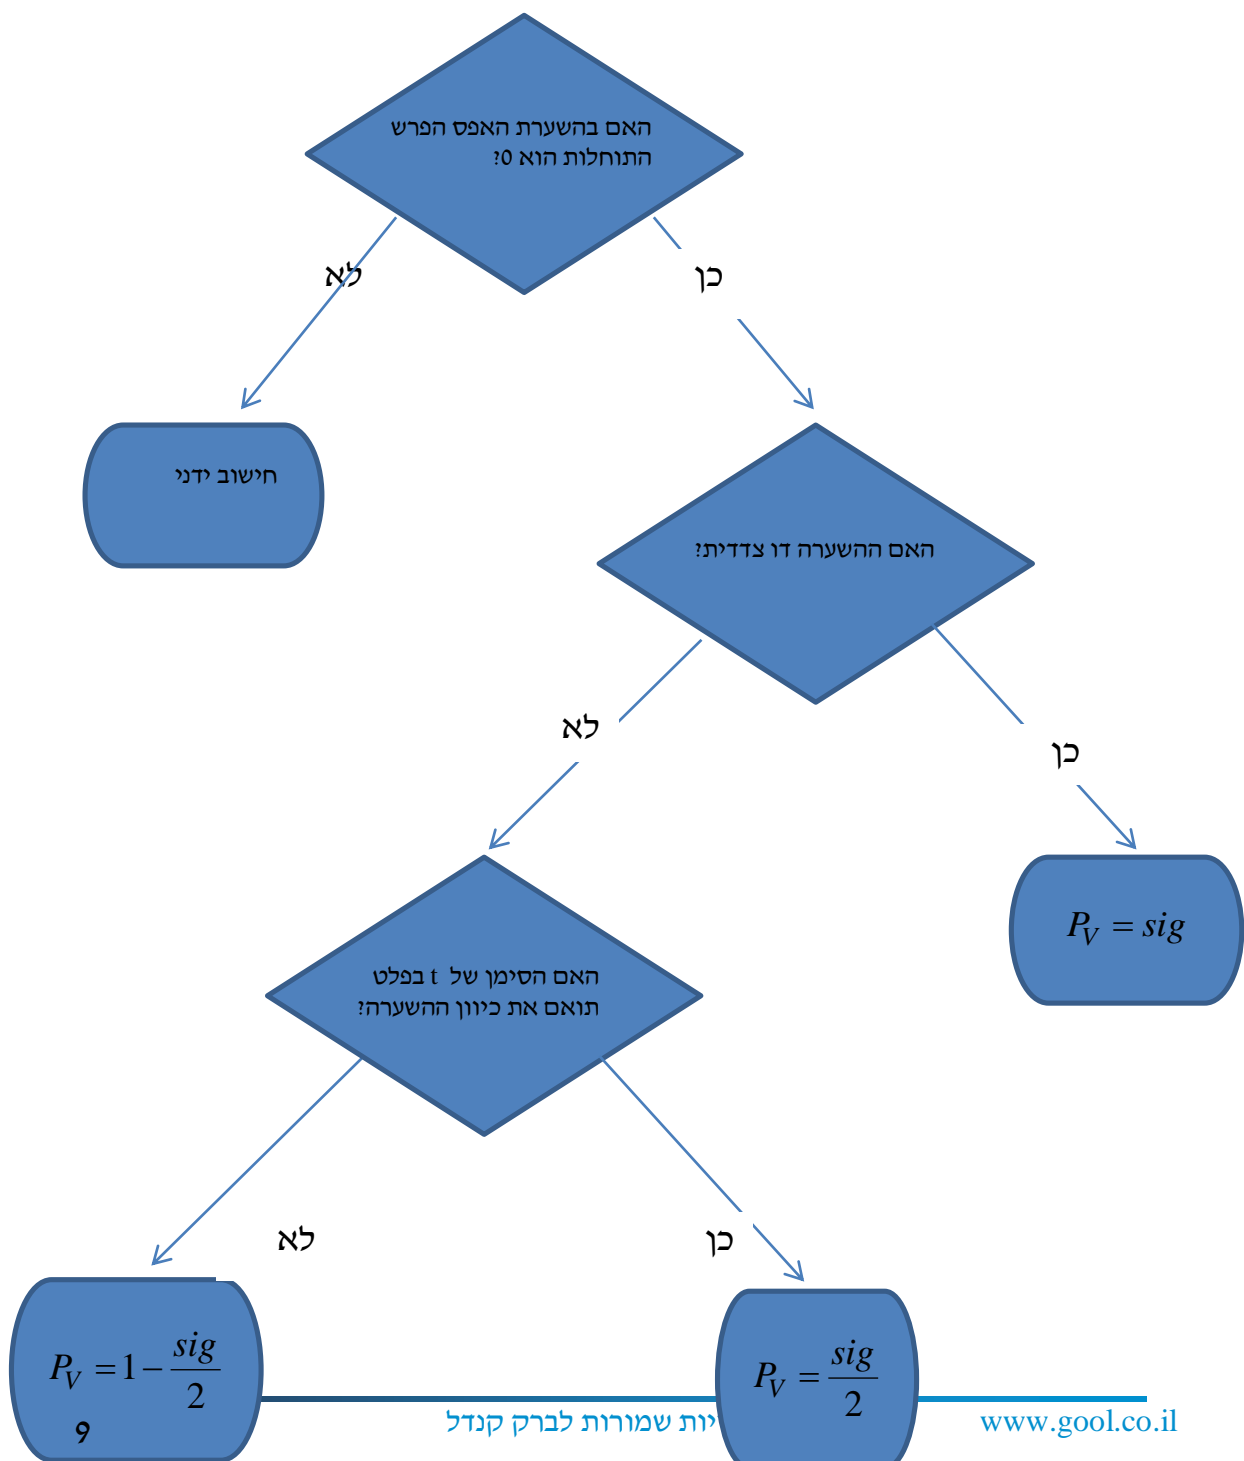 האם בהשערת האפס הפרש
התוחלות הוא 0?
לא
כן
חישוב ידני
האם ההשערה דו צדדית?
לא
כן
P_V = sig
האם הסימן של t בפלט
תואם את כיוון ההשערה?
לא
כן
P_V = 1 − sig/2
P_V = sig/2
9
יות שמורות לברק קנדל
www.gool.co.il